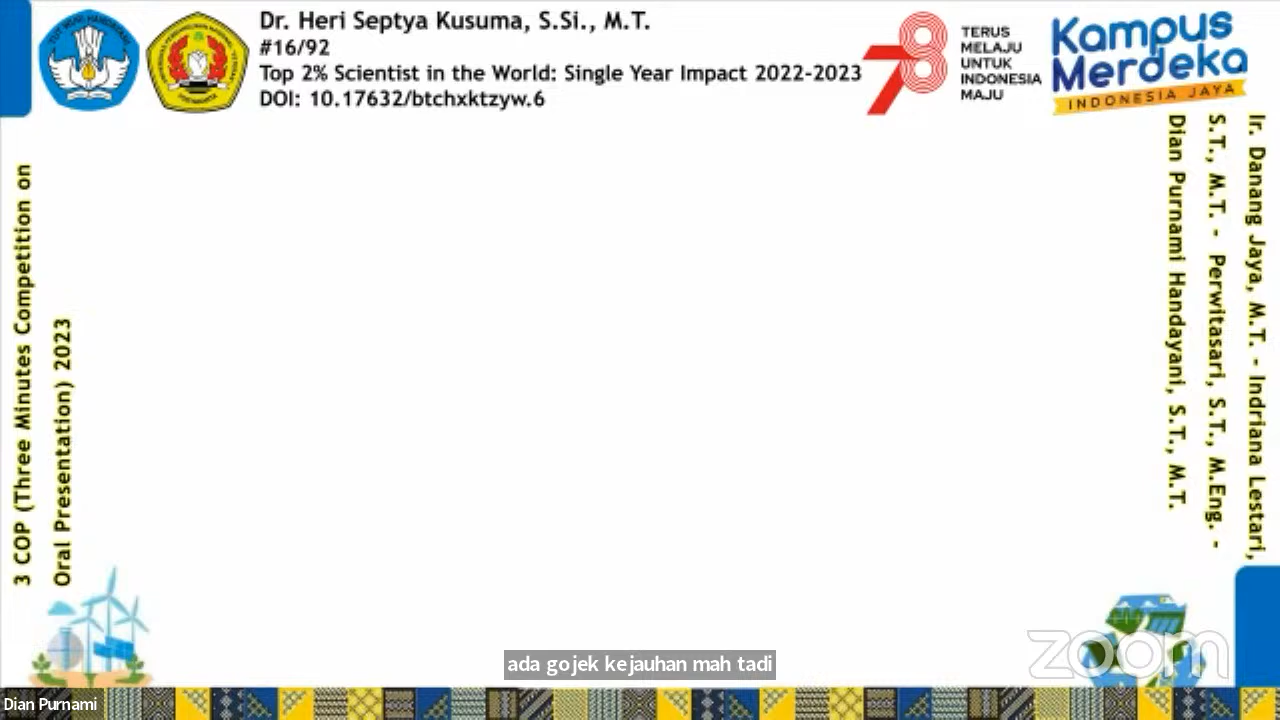 Dr. Heri Septya Kusuma, S.Si., M.T.
#16/92
Top 2% Scientist in the World: Single Year Impact 2022-2023
DOI: 10.17632/btchxktzyw.6
78
TERUS
MELAJU
UNTUK
INDONESIA
MAJU
Kampus
Merdeka
INDONESIA JAYA
3 COP (Three Minutes Competition on
Oral Presentation) 2023
Ir. Danang Jaya, M.T. - Indriana Lestari,
S.T., M.T. - Perwitasari, S.T., M.Eng. -
Dian Purnami Handayani, S.T., M.T.
zoom
ada gojek kejauhan mah tadi
Dian Purnami